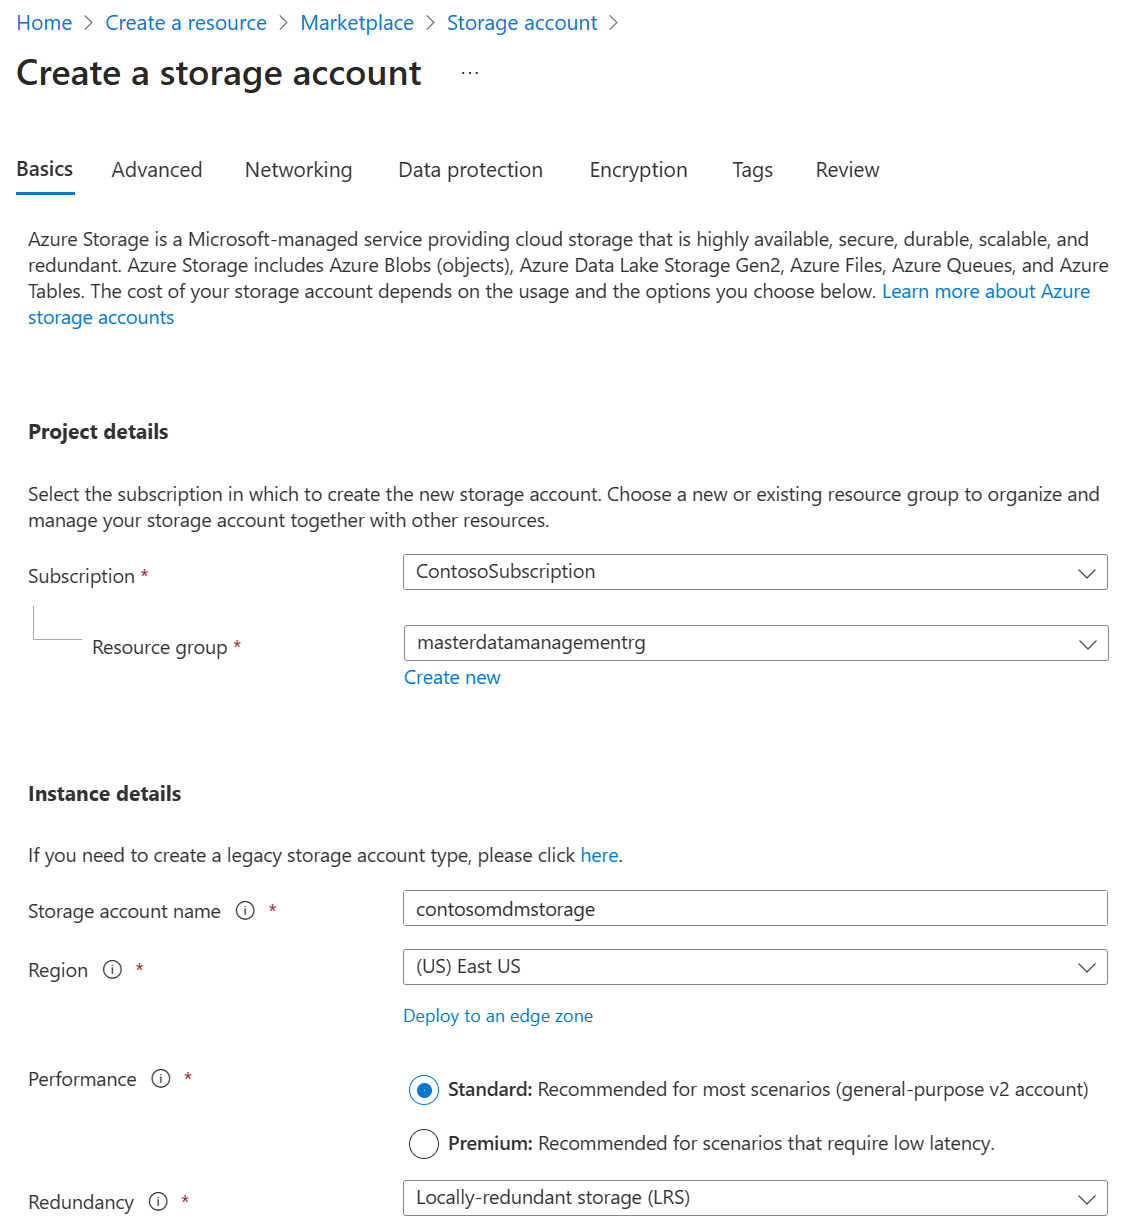 Home > Create a resource > Marketplace > Storage account >
Create a storage account ...
Basics Advanced Networking Data protection Encryption Tags Review
Azure Storage is a Microsoft-managed service providing cloud storage that is highly available, secure, durable, scalable, and
redundant. Azure Storage includes Azure Blobs (objects), Azure Data Lake Storage Gen2, Azure Files, Azure Queues, and Azure
Tables. The cost of your storage account depends on the usage and the options you choose below. Learn more about Azure
storage accounts
Project details
Select the subscription in which to create the new storage account. Choose a new or existing resource group to organize and
manage your storage account together with other resources.
Subscription * ContosoSubscription
Resource group * masterdatamanagementrg
Create new
Instance details
If you need to create a legacy storage account type, please click here.
Storage account name * contosomdmstorage
Region * (US) East US
Deploy to an edge zone
Performance * Standard: Recommended for most scenarios (general-purpose v2 account)
Premium: Recommended for scenarios that require low latency.
Redundancy * Locally-redundant storage (LRS)